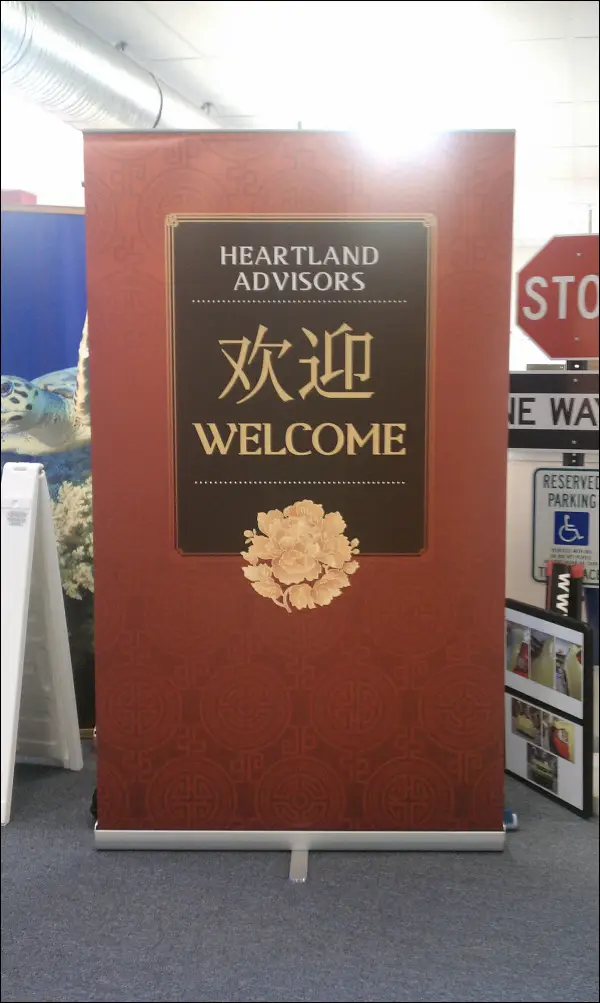 HEARTLAND
ADVISORS
欢迎
WELCOME
STO
NE WAY
RESERVED
PARKING